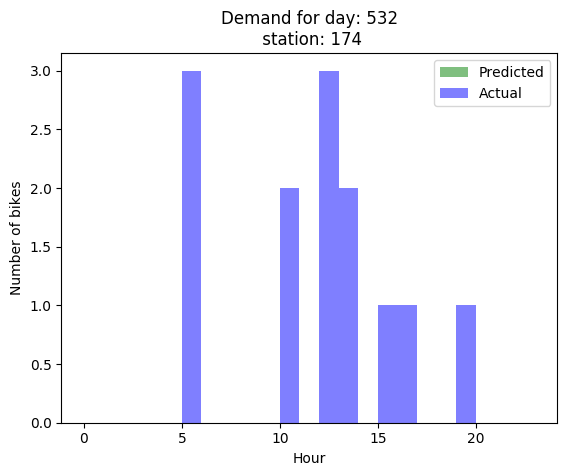 Demand for day: 532
station: 174
Predicted
Actual
3.0
2.5
2.0
1.5
1.0
0.5
0.0
Number of bikes
0 5 10 15 20
Hour